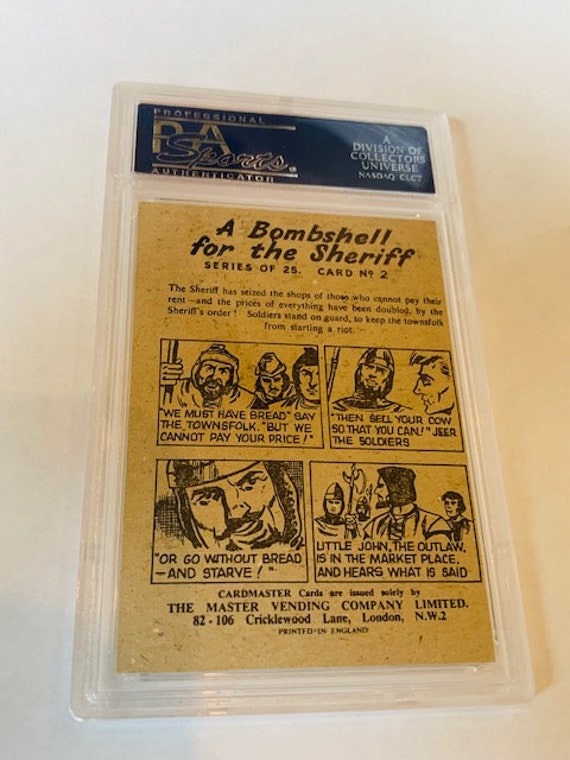 PROFESSIONAL
PSA
Sports
AUTHENTICATOR
A
DIVISION OF
COLLECTORS
UNIVERSE
NASDAQ CLCT
A Bombshell
for the Sheriff
SERIES OF 25. CARD Nº 2
The Sheriff has seized the shops of those who cannot pay their
rent—and the prices of everything have been doubled, by the
Sheriff's order! Soldiers stand on guard, to keep the townsfolk
from starting a riot.
"WE MUST HAVE BREAD" SAY
THE TOWNSFOLK. "BUT WE
CANNOT PAY YOUR PRICE!"
"THEN SELL YOUR COW
SO THAT YOU CAN!" JEER
THE SOLDIERS
"OR GO WITHOUT BREAD
—AND STARVE!"
LITTLE JOHN, THE OUTLAW,
IS IN THE MARKET PLACE,
AND HEARS WHAT IS SAID
CARDMASTER Cards are issued solely by
THE MASTER VENDING COMPANY LIMITED.
82 - 106 Cricklewood Lane, London, N.W.2
PRINTED IN ENGLAND